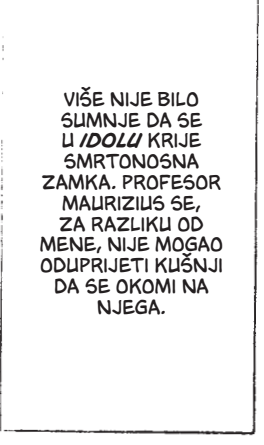 VIŠE NIJE BILO
SUMNJE DA SE
U IDOLU KRIJE
SMRTONOSNA
ZAMKA. PROFESOR
MAURIZIUS SE,
ZA RAZLIKU OD
MENE, NIJE MOGAO
ODUPRIJETI KUŠNJI
DA SE OKOMI NA
NJEGA.